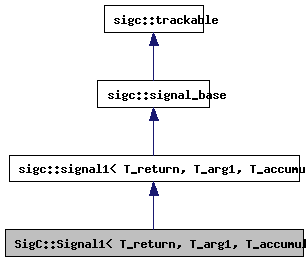 sigc::trackable
sigc::signal_base
sigc::signal1< T_return, T_arg1, T_accumu
SigC::Signal1< T_return, T_arg1, T_accumul